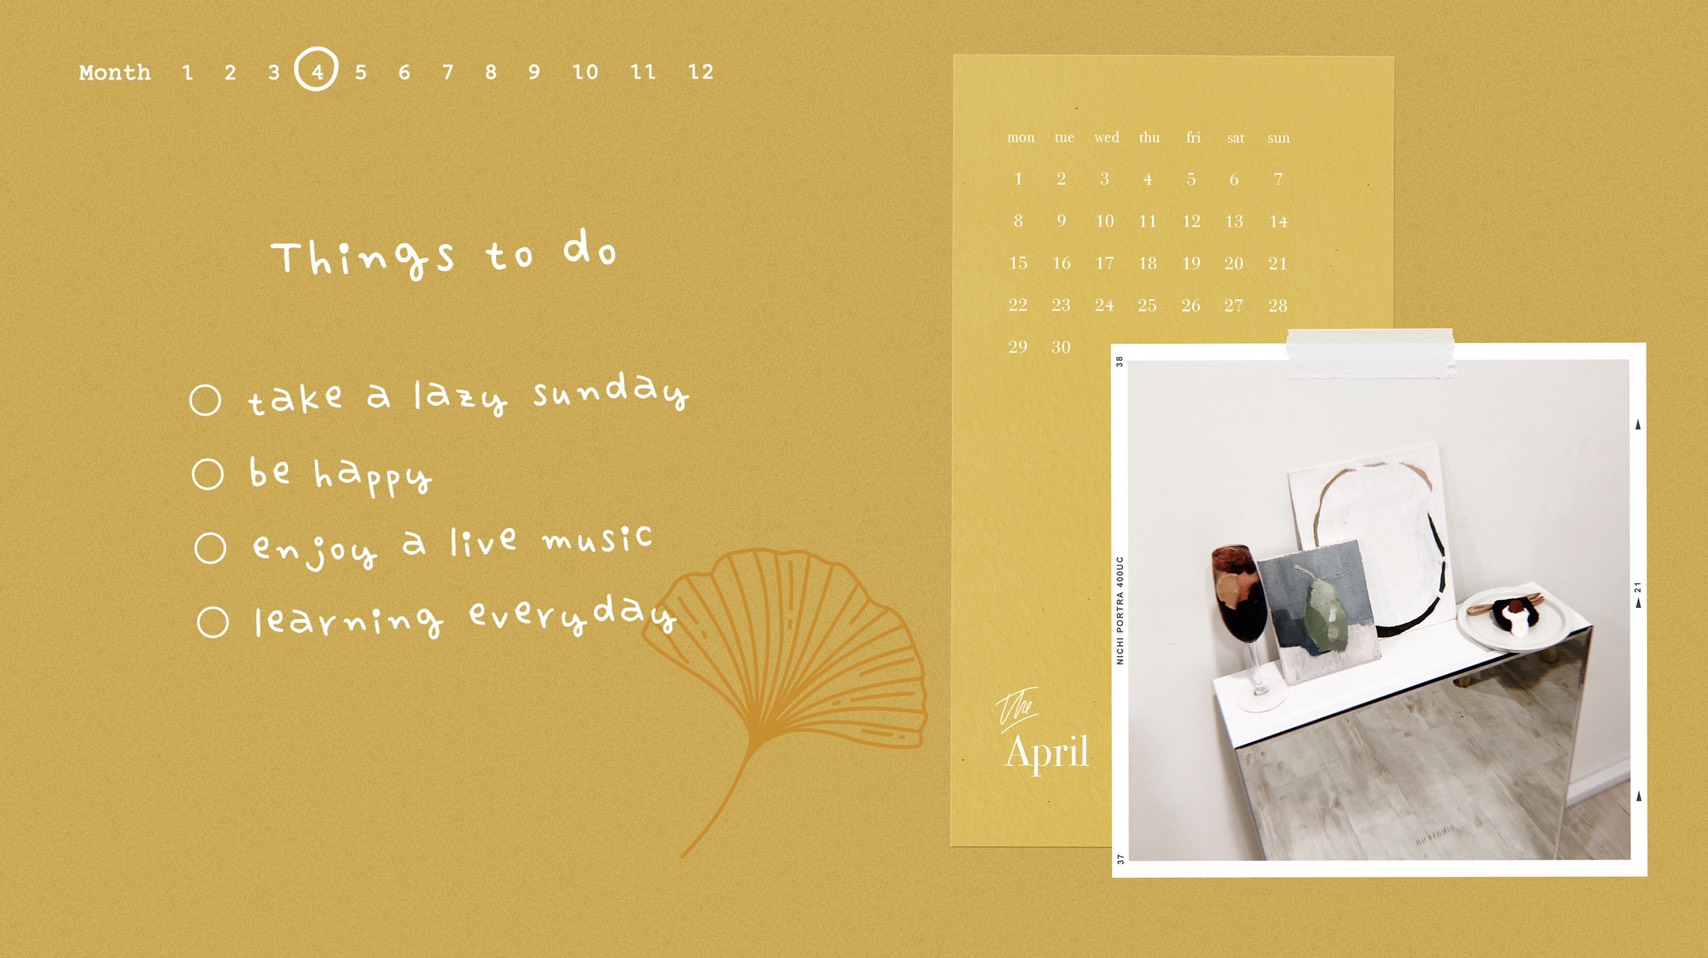 Month 1 2 3 4 5 6 7 8 9 10 11 12
Things to do
take a lazy sunday
be happy
enjoy a live music
learning everyday
mon tue wed thu fri sat sun
1 2 3 4 5 6 7
8 9 10 11 12 13 14
15 16 17 18 19 20 21
22 23 24 25 26 27 28
29 30
The
April
38
NICHI PORTRA 400UC
37
21